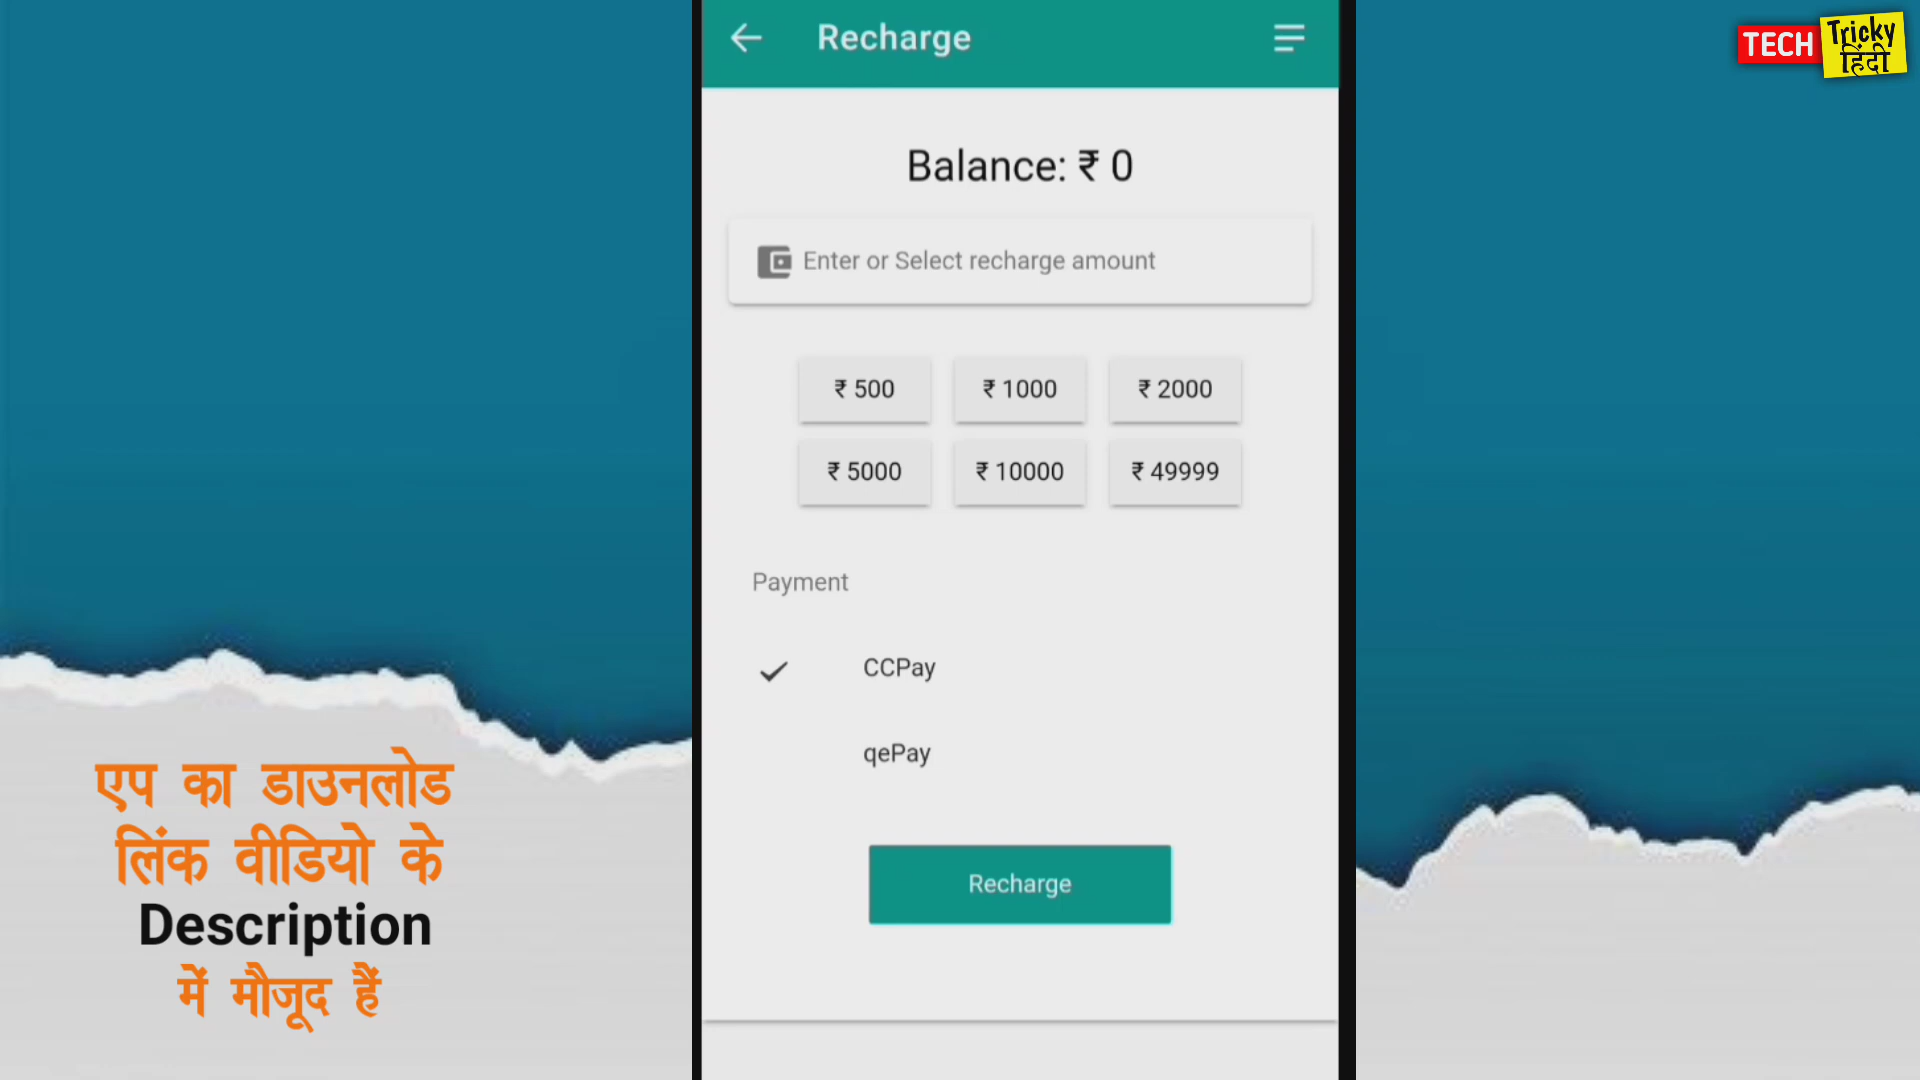 Recharge
TECH Tricky हिंदी
Balance: ₹ 0
Enter or Select recharge amount
₹ 500 ₹ 1000 ₹ 2000
₹ 5000 ₹ 10000 ₹ 49999
Payment
CCPay
qePay
Recharge
एप का डाउनलोड
लिंक वीडियो के
Description
में मौजूद हैं